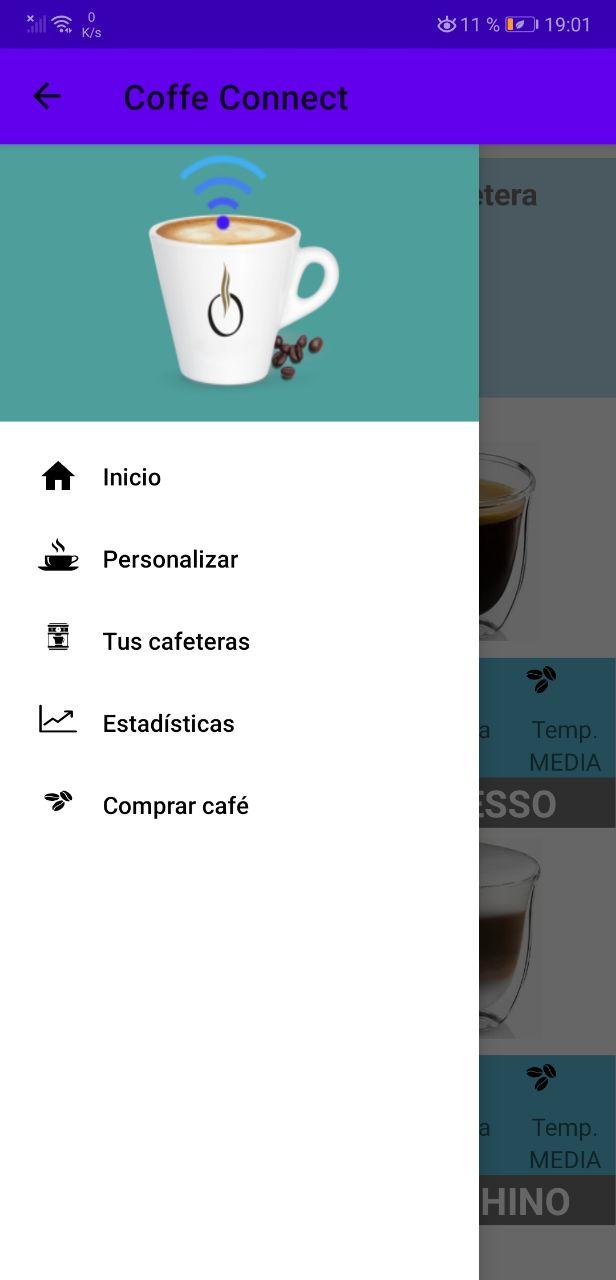 0
K/s
11 %
19:01
Coffe Connect
etera
Inicio
Personalizar
Tus cafeteras
Estadísticas
Comprar café
a
Temp.
MEDIA
ESSO
a
Temp.
MEDIA
HINO